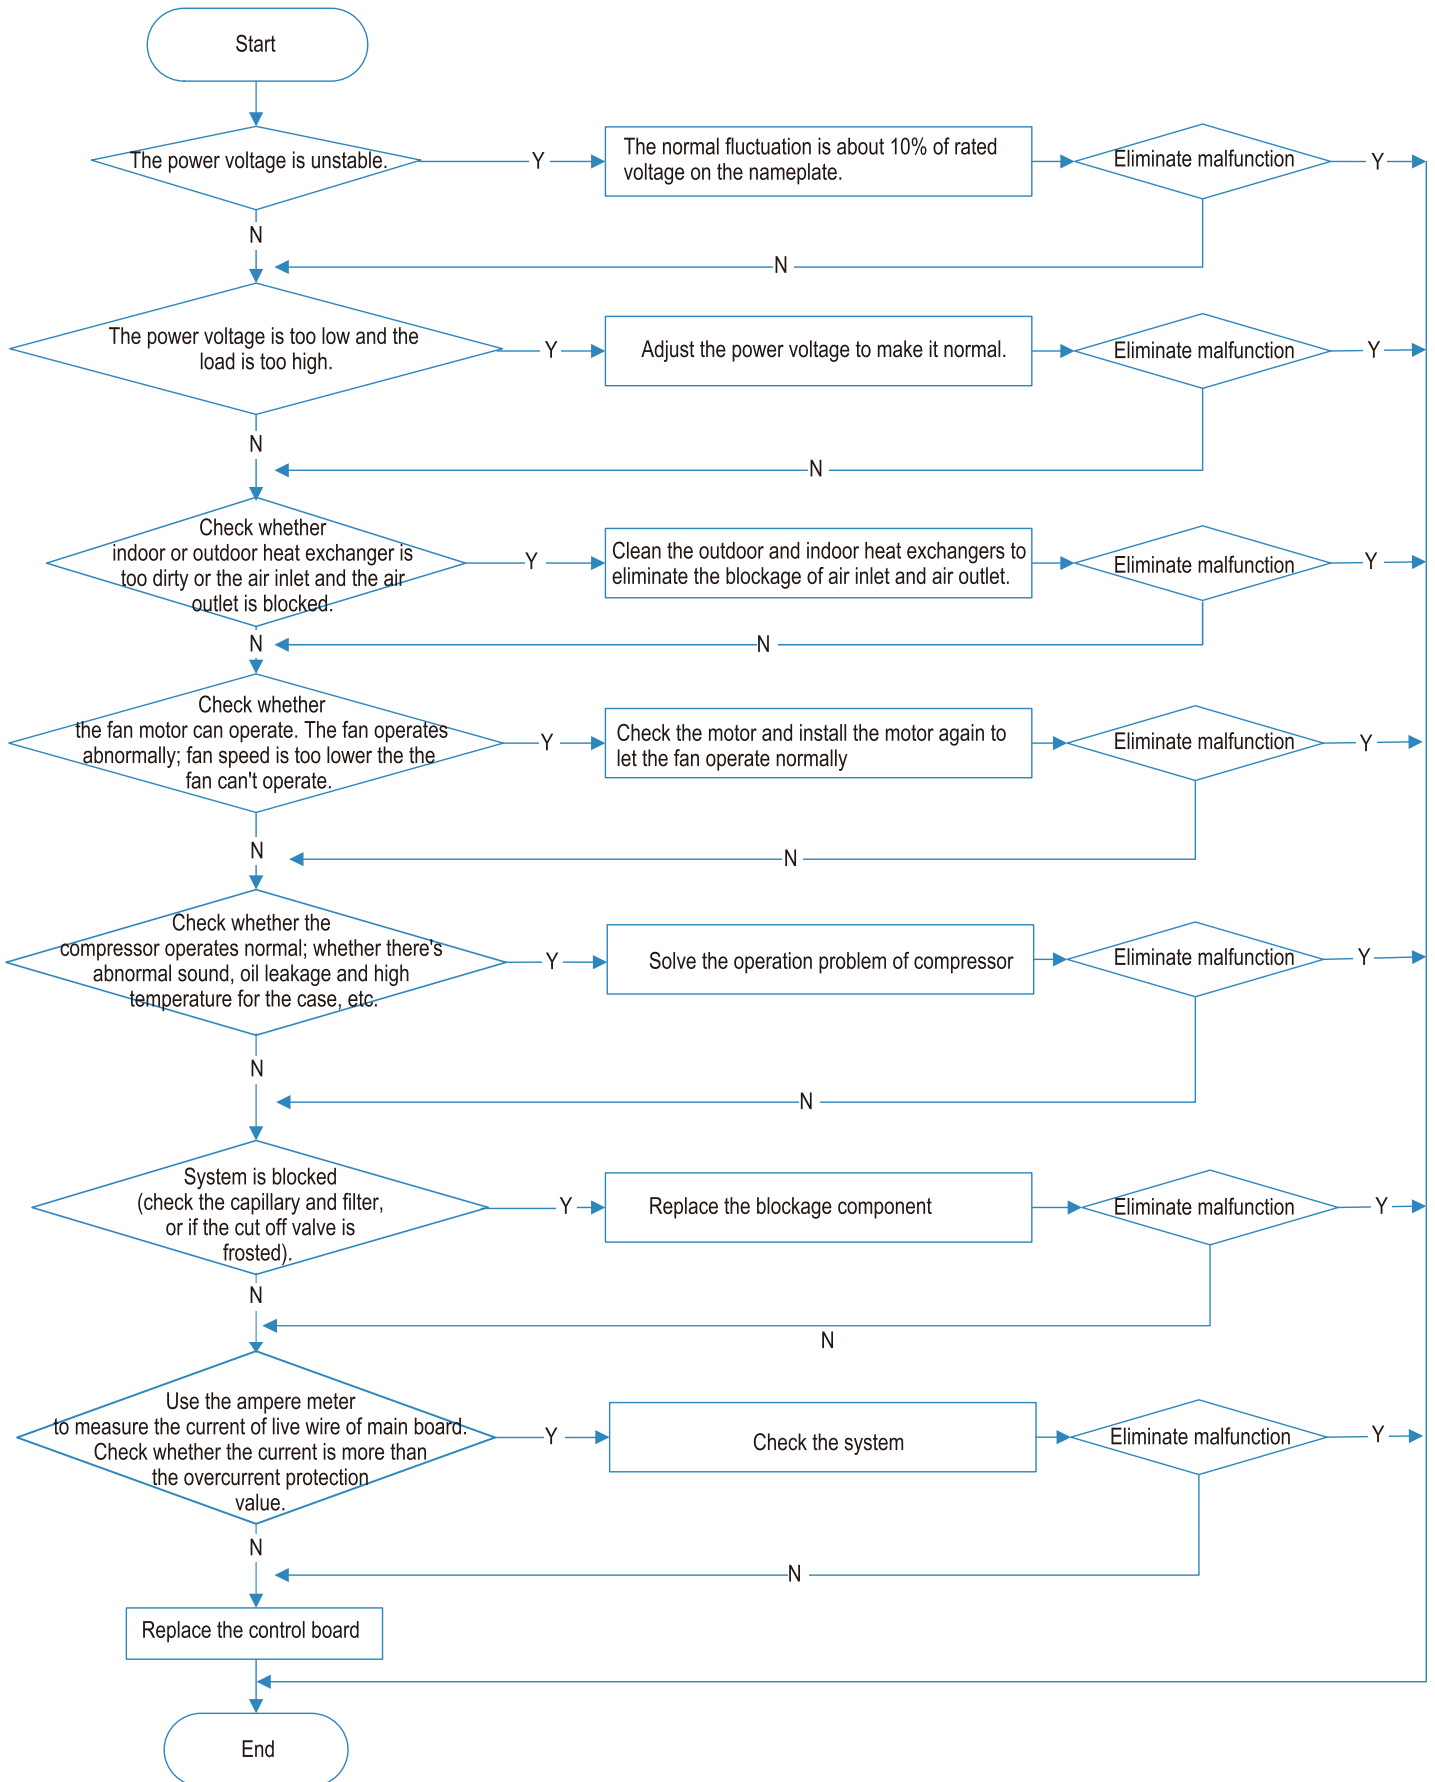 Start
The power voltage is unstable.
Y
The normal fluctuation is about 10% of rated
voltage on the nameplate.
Eliminate malfunction
Y
N
N
The power voltage is too low and the
load is too high.
Y
Adjust the power voltage to make it normal.
Eliminate malfunction
Y
N
N
Check whether
indoor or outdoor heat exchanger is
too dirty or the air inlet and the air
outlet is blocked.
Y
Clean the outdoor and indoor heat exchangers to
eliminate the blockage of air inlet and air outlet.
Eliminate malfunction
Y
N
N
Check whether
the fan motor can operate. The fan operates
abnormally; fan speed is too lower the the
fan can't operate.
Y
Check the motor and install the motor again to
let the fan operate normally
Eliminate malfunction
Y
N
N
Check whether the
compressor operates normal; whether there's
abnormal sound, oil leakage and high
temperature for the case, etc.
Y
Solve the operation problem of compressor
Eliminate malfunction
Y
N
N
System is blocked
(check the capillary and filter,
or if the cut off valve is
frosted).
Y
Replace the blockage component
Eliminate malfunction
Y
N
N
Use the ampere meter
to measure the current of live wire of main board.
Check whether the current is more than
the overcurrent protection
value.
Y
Check the system
Eliminate malfunction
Y
N
N
Replace the control board
End